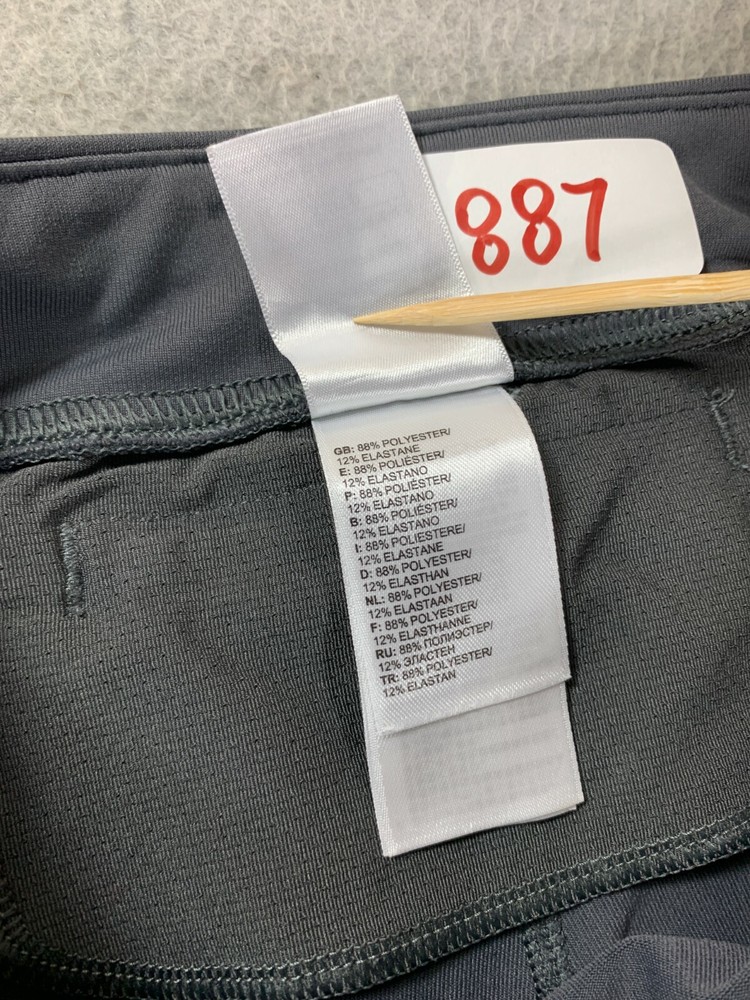 887
GB: 88% POLYESTER/
12% ELASTANE
E: 88% POLIÉSTER/
12% ELASTANO
P: 88% POLIÉSTER/
12% ELASTANO
B: 88% POLIÉSTER/
12% ELASTANO
I: 88% POLIESTERE/
12% ELASTANE
D: 88% POLYESTER/
12% ELASTHAN
NL: 88% POLYESTER/
12% ELASTAAN
F: 88% POLYESTER/
12% ELASTHANNE
RU: 88% ПОЛИЭСТЕР/
12% ЭЛАСТЕН
TR: 88% POLYESTER/
12% ELASTAN